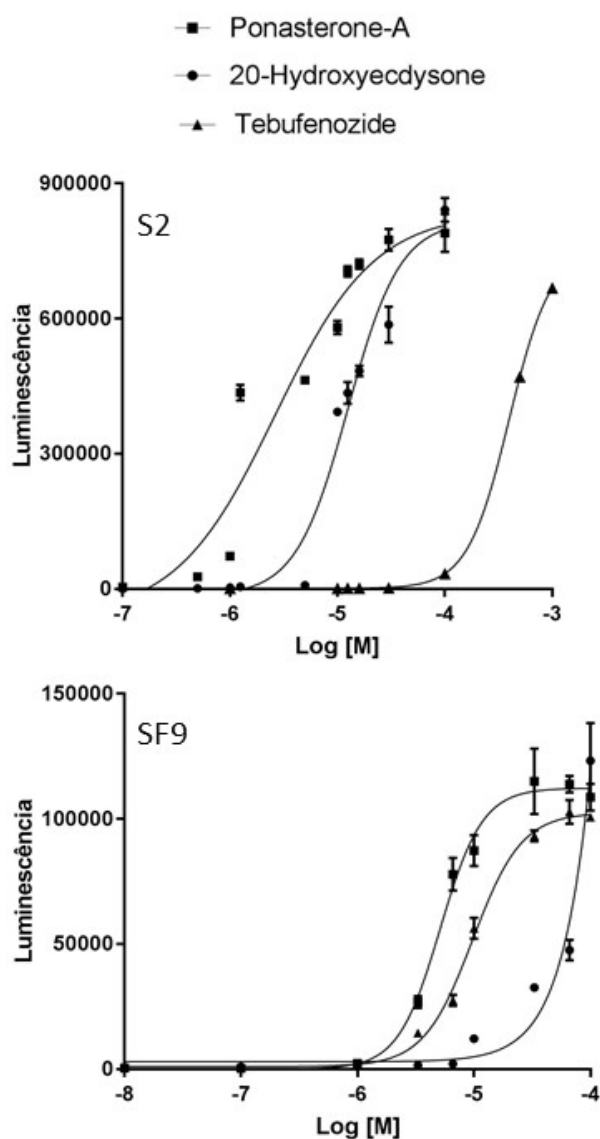 Ponasterone-A
20-Hydroxyecdysone
Tebufenozide
900000
S2
600000
Luminescência
300000
0
-7 -6 -5 -4 -3
Log [M]
150000
SF9
100000
Luminescência
50000
0
-8 -7 -6 -5 -4
Log [M]